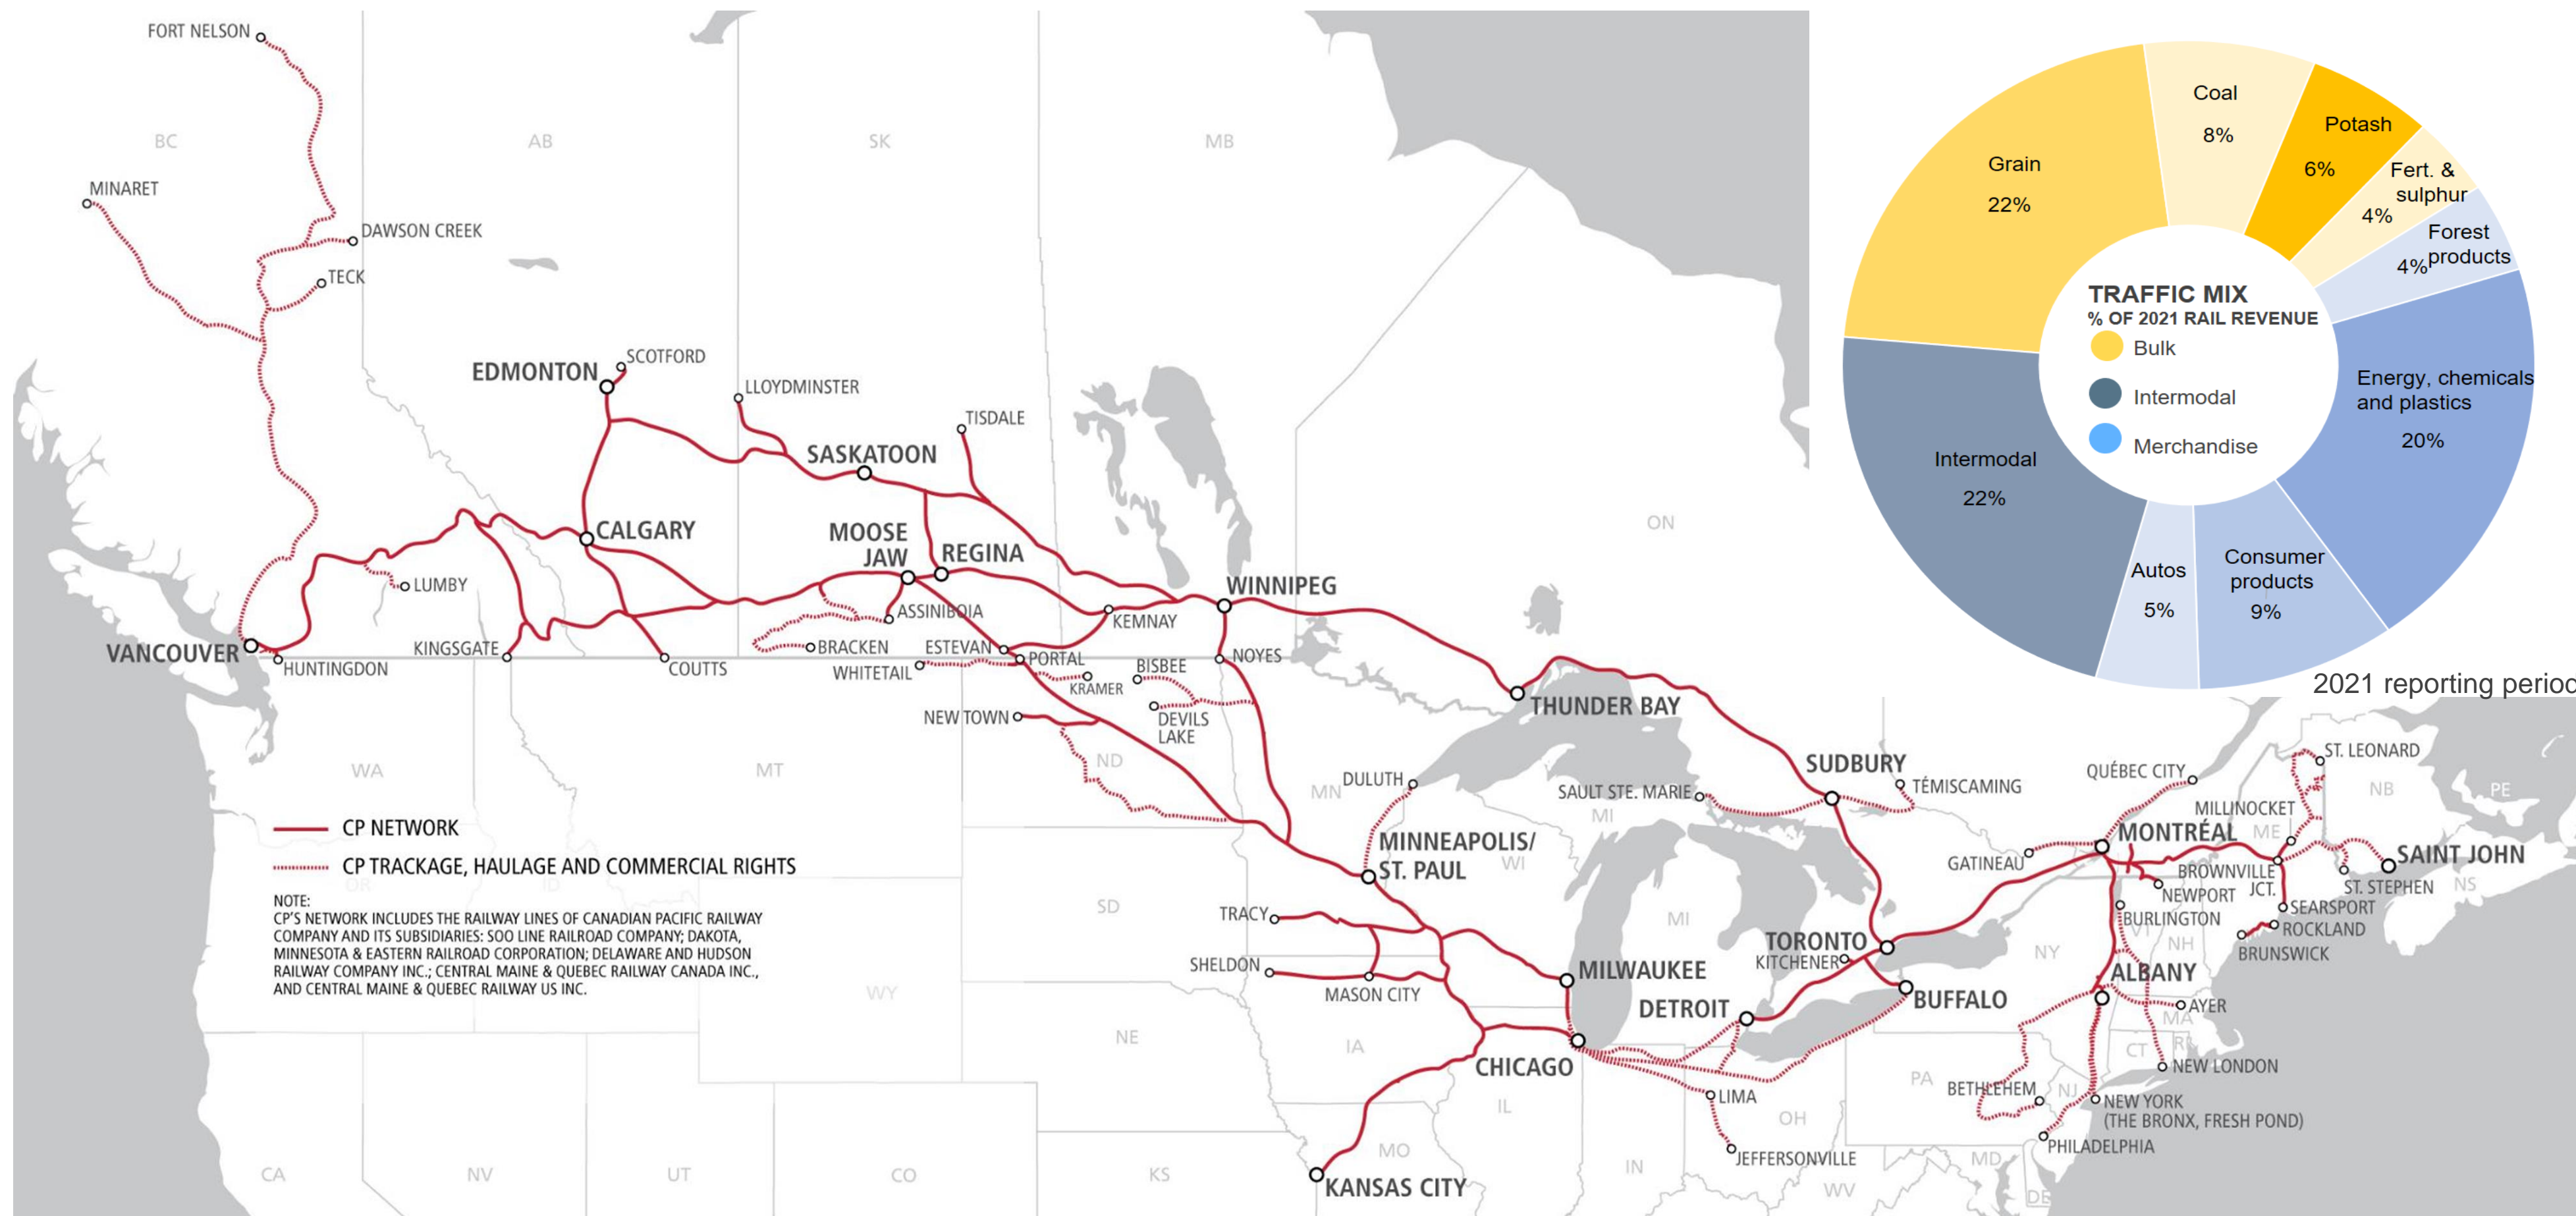 FORT NELSON
BC
AB
SK
MB
MINARET
DAWSON CREEK
TECK
EDMONTON
SCOTFORD
LLOYDMINSTER
TISDALE
SASKATOON
ON
CALGARY
MOOSE
JAW
REGINA
WINNIPEG
LUMBY
ASSINIBOIA
KEMNAY
VANCOUVER
HUNTINGDON
KINGSGATE
COUTTS
BRACKEN
ESTEVAN
WHITETAIL
PORTAL
KRAMER
BISBEE
NOYES
NEW TOWN
DEVILS
LAKE
THUNDER BAY
WA
MT
ND
MN
DULUTH
SAULT STE. MARIE
SUDBURY
TÉMISCAMING
MI
QUÉBEC CITY
ST. LEONARD
MILLINOCKET
NB
PE
MONTRÉAL
ME
GATINEAU
BROWNVILLE
JCT.
SAINT JOHN
ST. STEPHEN
NS
NEWPORT
SEARSPORT
BURLINGTON
ROCKLAND
VT
NH
BRUNSWICK
MINNEAPOLIS/
ST. PAUL
WI
CP NETWORK
CP TRACKAGE, HAULAGE AND COMMERCIAL RIGHTS
OR
ID
NOTE:
CP'S NETWORK INCLUDES THE RAILWAY LINES OF CANADIAN PACIFIC RAILWAY
COMPANY AND ITS SUBSIDIARIES: SOO LINE RAILROAD COMPANY; DAKOTA,
MINNESOTA & EASTERN RAILROAD CORPORATION; DELAWARE AND HUDSON
RAILWAY COMPANY INC.; CENTRAL MAINE & QUEBEC RAILWAY CANADA INC.,
AND CENTRAL MAINE & QUEBEC RAILWAY US INC.
WY
SD
TRACY
SHELDON
MASON CITY
MI
TORONTO
KITCHENER
NY
MILWAUKEE
DETROIT
BUFFALO
ALBANY
AYER
MA
NE
IA
CHICAGO
CT
RI
NEW LONDON
PA
BETHLEHEM
NJ
NEW YORK
(THE BRONX, FRESH POND)
LIMA
OH
IL
MO
IN
JEFFERSONVILLE
PHILADELPHIA
MD
WV
DE
CA
NV
UT
CO
KS
KANSAS CITY
Coal
8%
Potash
6%
Fert. &
sulphur
4%
Forest
products
4%
Grain
22%
TRAFFIC MIX
% OF 2021 RAIL REVENUE
Bulk
Intermodal
Merchandise
Energy, chemicals
and plastics
20%
Intermodal
22%
Autos
5%
Consumer
products
9%
2021 reporting period